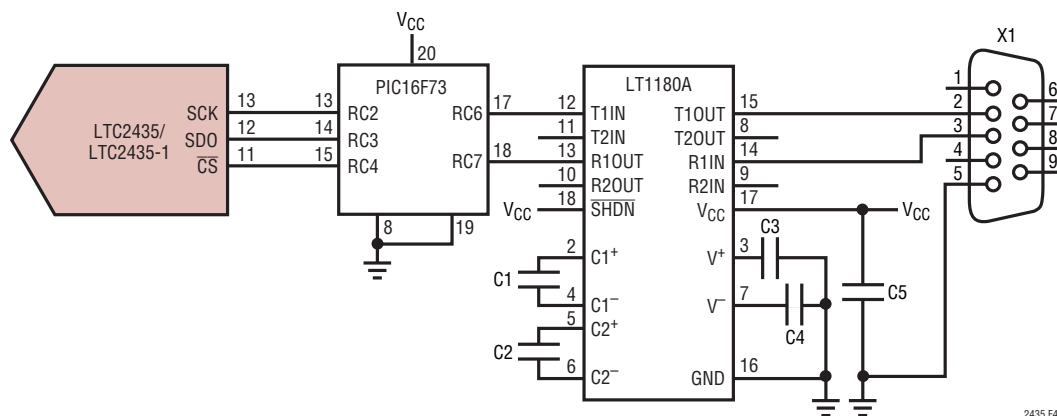 VCC
20
X1
PIC16F73
LT1180A
LTC2435/
LTC2435-1
SCK 13
SDO 12
CS 11
13 RC2
14 RC3
15 RC4
RC6 17
RC7 18
8
19
12 T1IN
11 T2IN
13 R1OUT
10 R2OUT
VCC 18 SHDN
2 C1+
C1
4 C1−
5 C2+
C2
6 C2−
T1OUT 15
T2OUT 8
R1IN 14
R2IN 9
VCC 17 VCC
V+ 3 C3
V− 7 C4
C5
GND 16
1
2
3
4
5
6
7
8
9